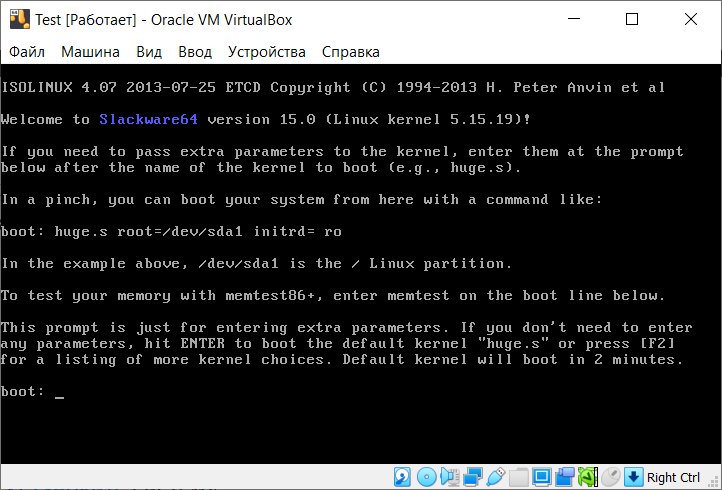 Test [Работает] - Oracle VM VirtualBox
Файл Машина Вид Ввод Устройства Справка
ISOLINUX 4.07 2013-07-25 ETCD Copyright (C) 1994-2013 H. Peter Anvin et al
Welcome to Slackware64 version 15.0 (Linux kernel 5.15.19)!
If you need to pass extra parameters to the kernel, enter them at the prompt
below after the name of the kernel to boot (e.g., huge.s).
In a pinch, you can boot your system from here with a command like:
boot: huge.s root=/dev/sda1 initrd= ro
In the example above, /dev/sda1 is the / Linux partition.
To test your memory with memtest86+, enter memtest on the boot line below.
This prompt is just for entering extra parameters. If you don't need to enter
any parameters, hit ENTER to boot the default kernel "huge.s" or press [F2]
for a listing of more kernel choices. Default kernel will boot in 2 minutes.
boot: _
Right Ctrl